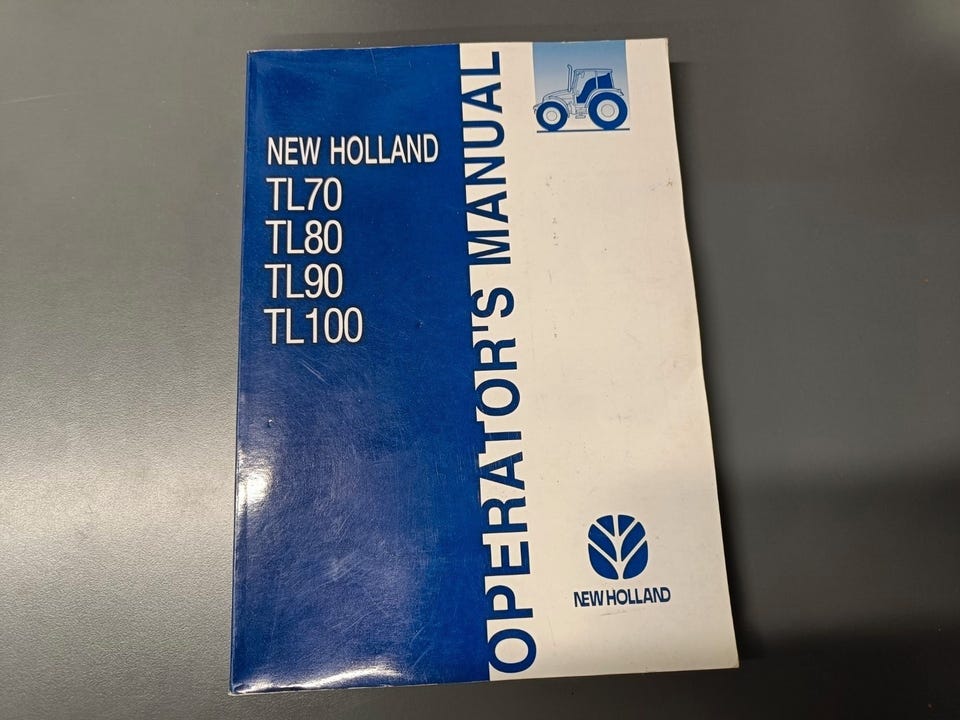 NEW HOLLAND
TL70
TL80
TL90
TL100
OPERATOR'S MANUAL
NEW HOLLAND